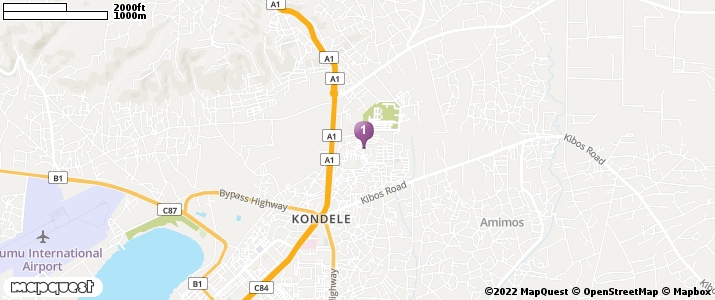 2000ft
1000m
A1
A1
A1
1
A1
A1
Kibos Road
B1
C87
Bypass Highway
Kibos Road
KONDELE
Amimos
umu International
Airport
B1
C84
Highway
mapquest
©2022 MapQuest © OpenStreetMap © Mapbox